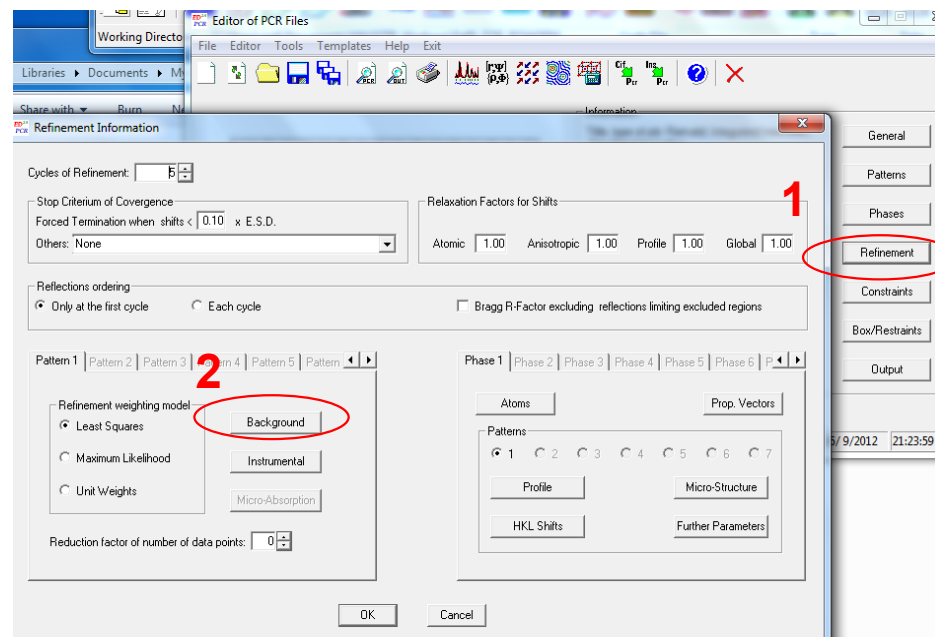 Editor of PCR Files
Working Directo
File Editor Tools Templates Help Exit
Libraries Documents My
Share with Burn Ne
Information
Refinement Information
General
Patterns
Phases
Refinement
Constraints
Box/Restraints
Output
5/ 9/2012 21:23:59
1
Cycles of Refinement: 5
Stop Criterium of Covergence
Forced Termination when shifts < 0.10 x E.S.D.
Others: None
Relaxation Factors for Shifts
Atomic 1.00 Anisotropic 1.00 Profile 1.00 Global 1.00
Reflections ordering
Only at the first cycle Each cycle
Bragg R-Factor excluding reflections limiting excluded regions
Pattern 1 Pattern 2 Pattern 3 Pattern 4 Pattern 5 Pattern
2
Refinement weighting model
Least Squares
Maximum Likelihood
Unit Weights
Background
Instrumental
Micro-Absorption
Reduction factor of number of data points: 0
Phase 1 Phase 2 Phase 3 Phase 4 Phase 5 Phase 6 P
Atoms Prop. Vectors
Patterns
1 2 3 4 5 6 7
Profile Micro-Structure
HKL Shifts Further Parameters
OK Cancel